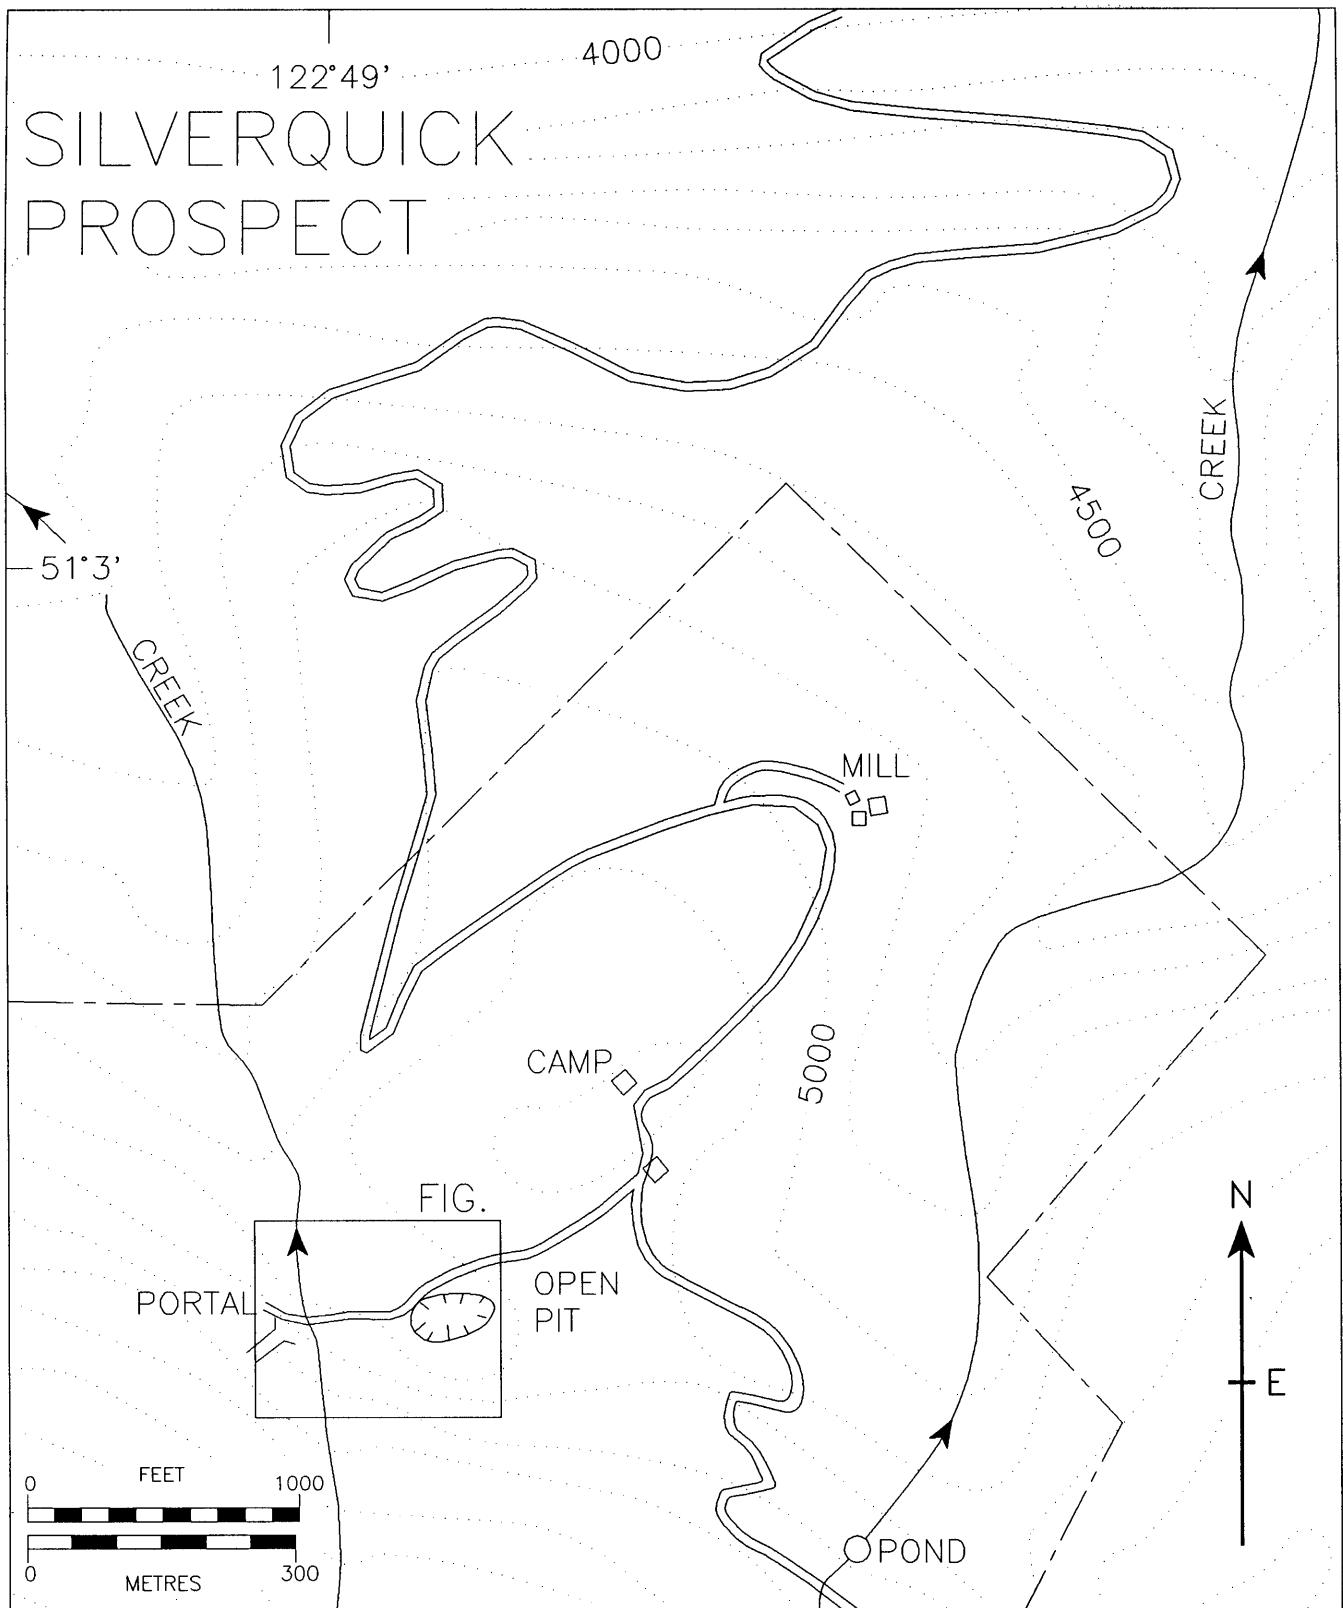 4000
122°49'
SILVERQUICK
PROSPECT
CREEK
4500
51°3'
CREEK
MILL
CAMP
5000
FIG.
N
PORTAL
OPEN
PIT
E
FEET
0 1000
POND
0 300
METRES